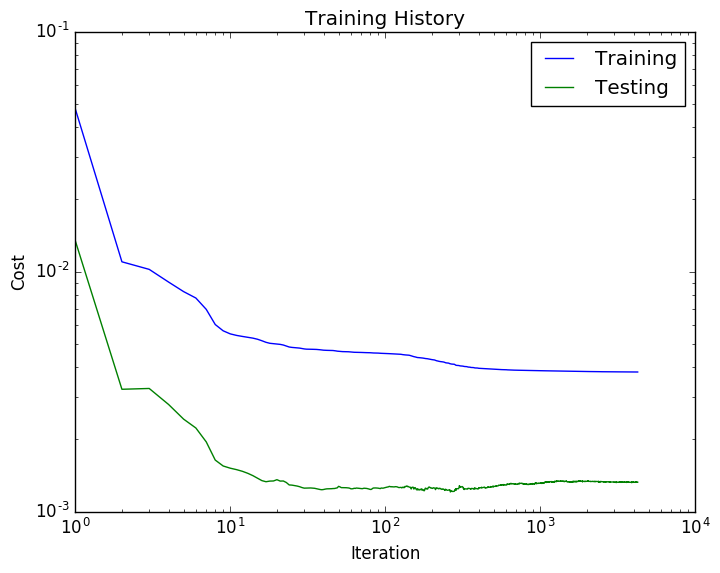 Training History
10^-1
10^-2
10^-3
Cost
Training
Testing
10^0 10^1 10^2 10^3 10^4
Iteration